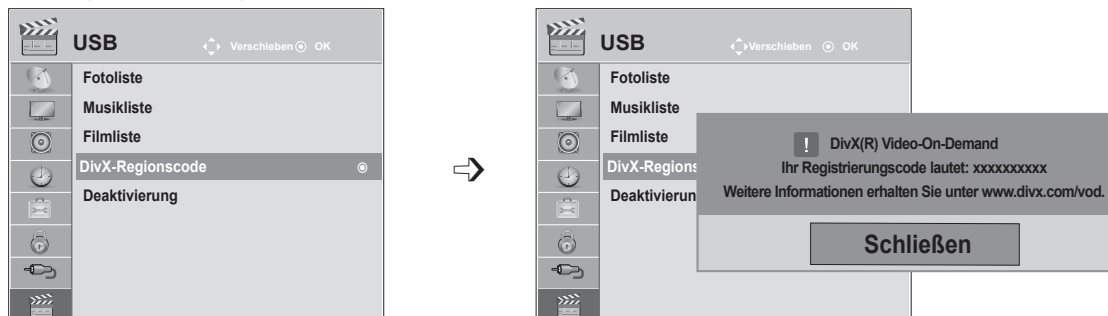 USB
Verschieben OK
Fotoliste
Musikliste
Filmliste
DivX-Regionscode
Deaktivierung
USB
Verschieben OK
Fotoliste
Musikliste
Filmliste
DivX-Regions
Deaktivierun
! DivX(R) Video-On-Demand
Ihr Registrierungscode lautet: xxxxxxxxxx
Weitere Informationen erhalten Sie unter www.divx.com/vod.
Schließen